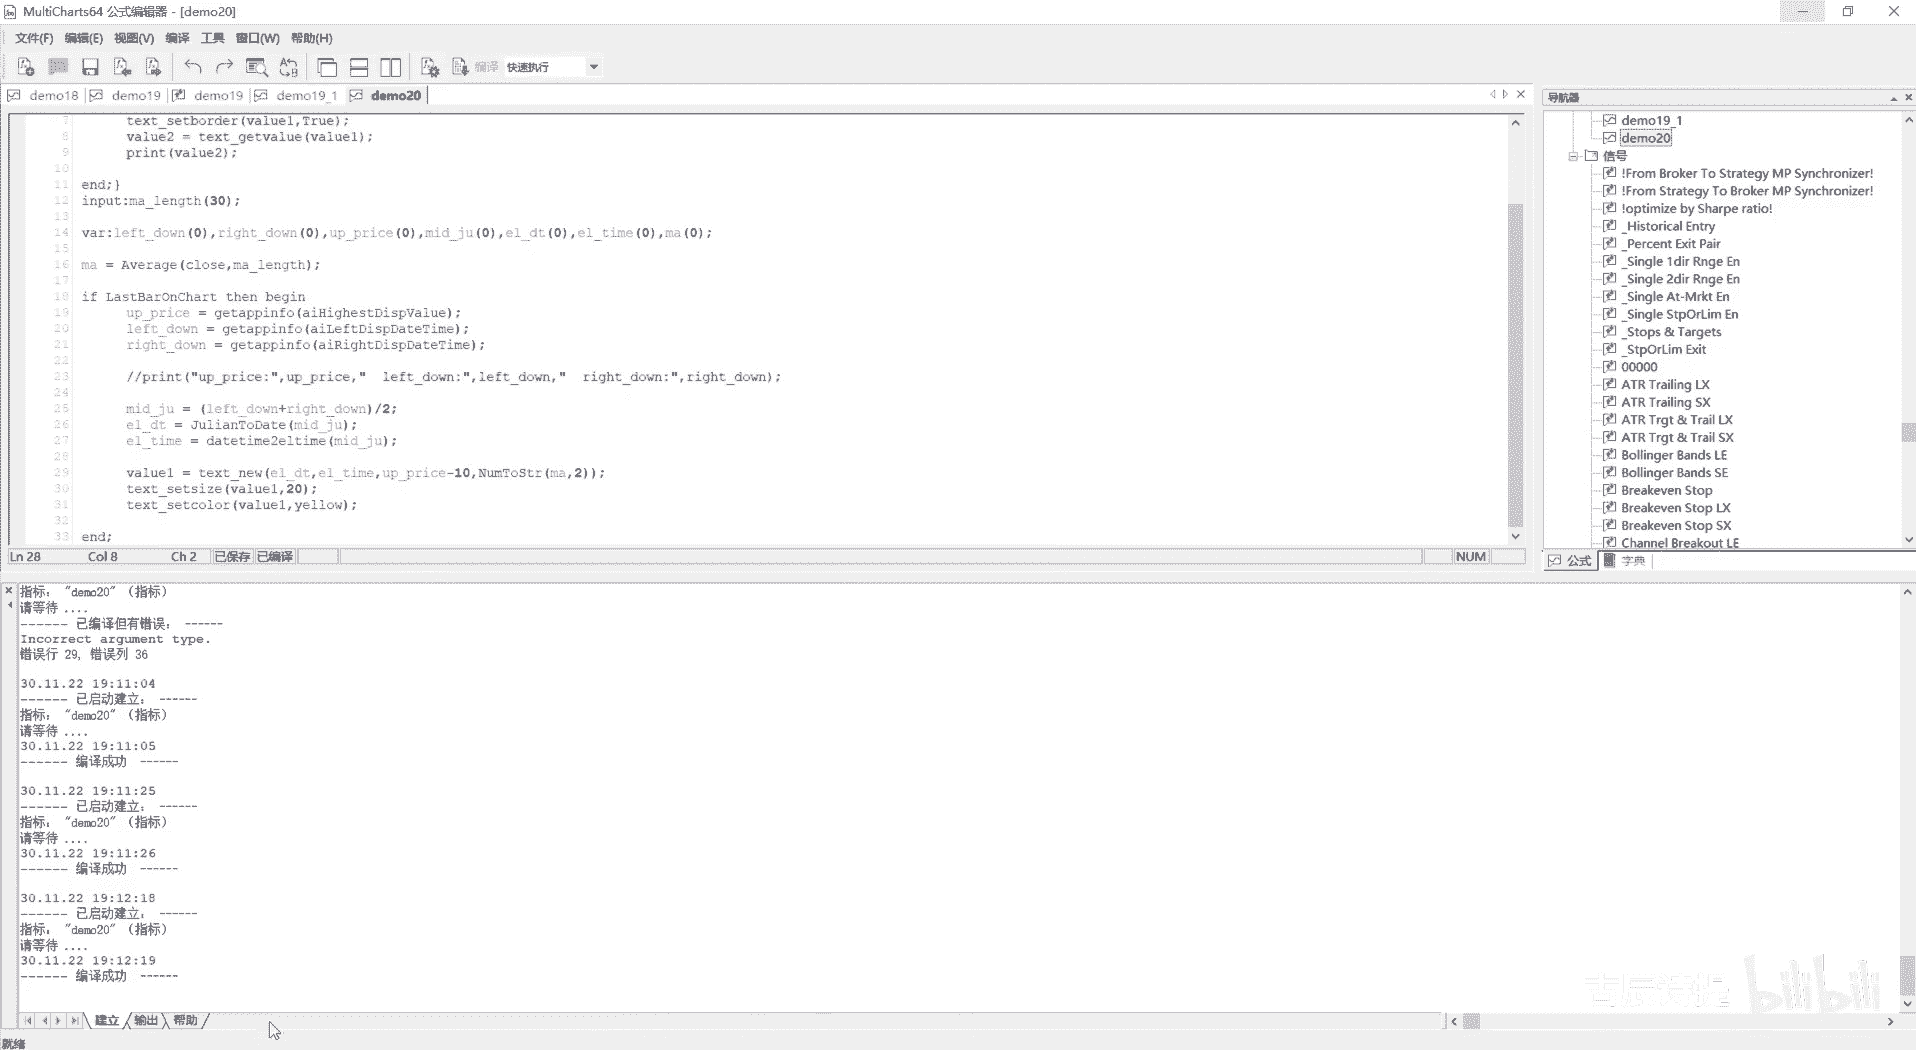 MultiCharts64 公式编辑器 - [demo20]
文件(F) 编辑(E) 视图(V) 编译 工具 窗口(W) 帮助(H)
编译 快速执行
demo18 demo19 demo19 demo19_1 demo20
7 text_setborder(value1,True);
8 value2 = text_getvalue(value1);
9 print(value2);
10
11 end;}
12 input:ma_length(30);
13
14 var:left_down(0),right_down(0),up_price(0),mid_ju(0),el_dt(0),el_time(0),ma(0);
15
16 ma = Average(close,ma_length);
17
18 if LastBarOnChart then begin
19 up_price = getappinfo(aiHighestDispValue);
20 left_down = getappinfo(aiLeftDispDateTime);
21 right_down = getappinfo(aiRightDispDateTime);
22
23 //print("up_price:",up_price,"  left_down:",left_down,"  right_down:",right_down);
24
25 mid_ju = (left_down+right_down)/2;
26 el_dt = JulianToDate(mid_ju);
27 el_time = datetime2eltime(mid_ju);
28
29 value1 = text_new(el_dt,el_time,up_price-10,NumToStr(ma,2));
30 text_setsize(value1,20);
31 text_setcolor(value1,yellow);
32
33 end;
Ln 28 Col 8 Ch 2 已保存 已编译 NUM
导航器
demo19_1
demo20
信号
!From Broker To Strategy MP Synchronizer!
!From Strategy To Broker MP Synchronizer!
!optimize by Sharpe ratio!
_Historical Entry
_Percent Exit Pair
_Single 1dir Rnge En
_Single 2dir Rnge En
_Single At-Mrkt En
_Single StpOrLim En
_Stops & Targets
_StpOrLim Exit
00000
ATR Trailing LX
ATR Trailing SX
ATR Trgt & Trail LX
ATR Trgt & Trail SX
Bollinger Bands LE
Bollinger Bands SE
Breakeven Stop
Breakeven Stop LX
Breakeven Stop SX
Channel Breakout LE
公式 字典
指标： "demo20" （指标）
请等待 ....
------ 已编译但有错误： ------
Incorrect argument type.
错误行 29, 错误列 36
30.11.22 19:11:04
------ 已启动建立： ------
指标： "demo20" （指标）
请等待 ....
30.11.22 19:11:05
------ 编译成功 ------
30.11.22 19:11:25
------ 已启动建立： ------
指标： "demo20" （指标）
请等待 ....
30.11.22 19:11:26
------ 编译成功 ------
30.11.22 19:12:18
------ 已启动建立： ------
指标： "demo20" （指标）
请等待 ....
30.11.22 19:12:19
------ 编译成功 ------
bilibili
建立 输出 帮助
就绪